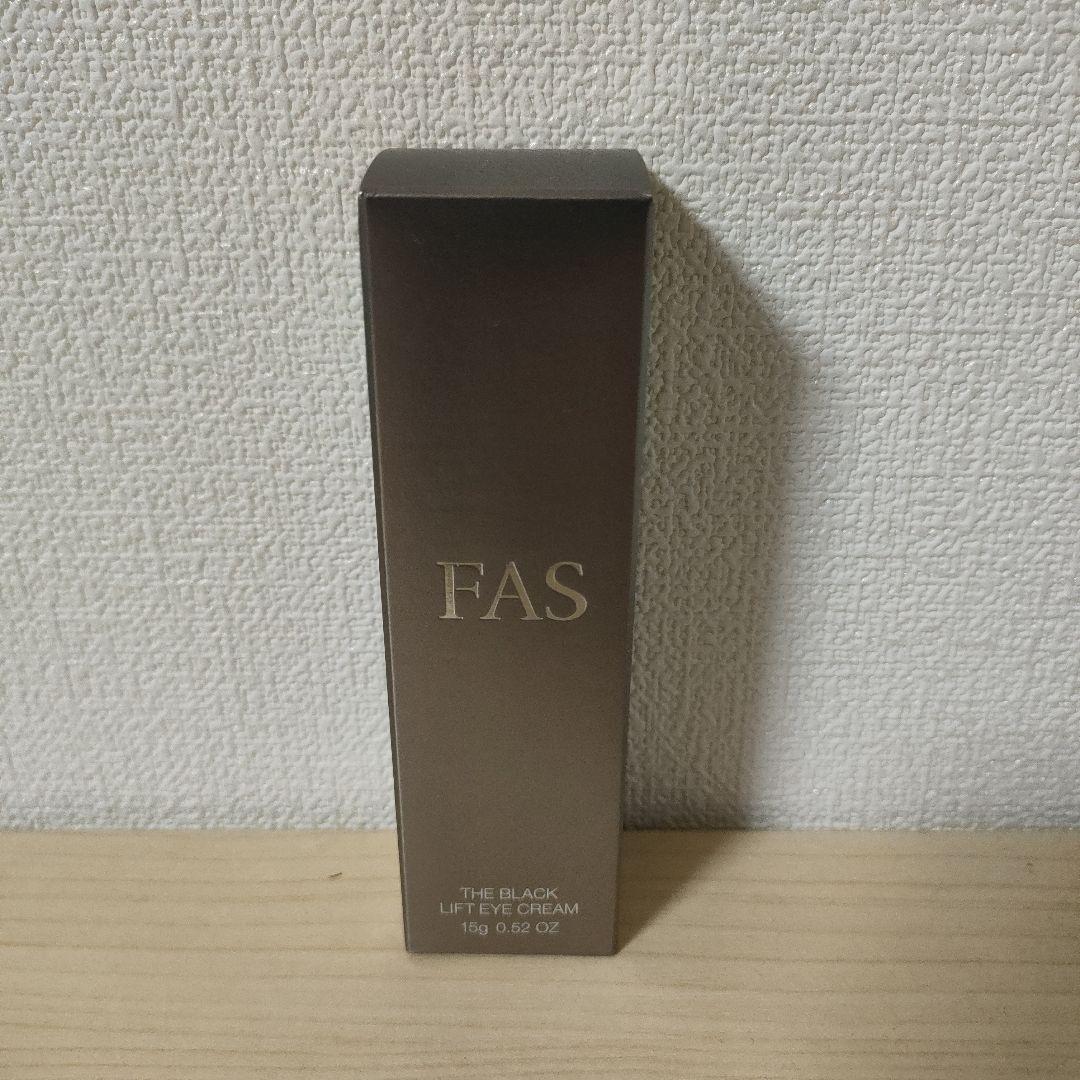 FAS
THE BLACK
LIFT EYE CREAM
15g 0.52 OZ